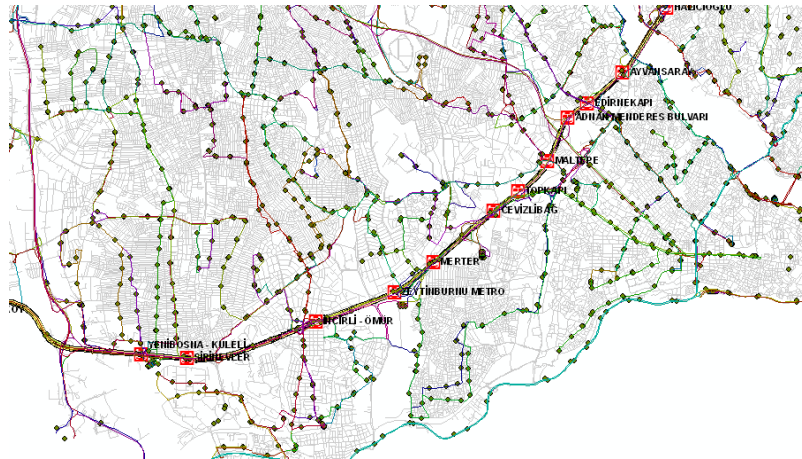 HALICIOĞLU
AYVANSARAY
EDİRNEKAPI
ADNAN MENDERES BULVARI
MALTEPE
TOPKAPI
CEVİZLİBAĞ
MERTER
ZEYTİNBURNU METRO
İNCİRLİ - ÖMÜR
YENİBOSNA - KULELİ
ŞİRİNEVLER